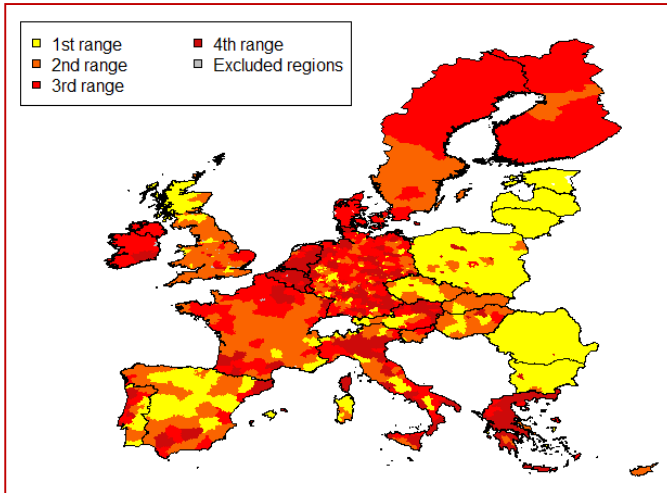 1st range
2nd range
3rd range
4th range
Excluded regions